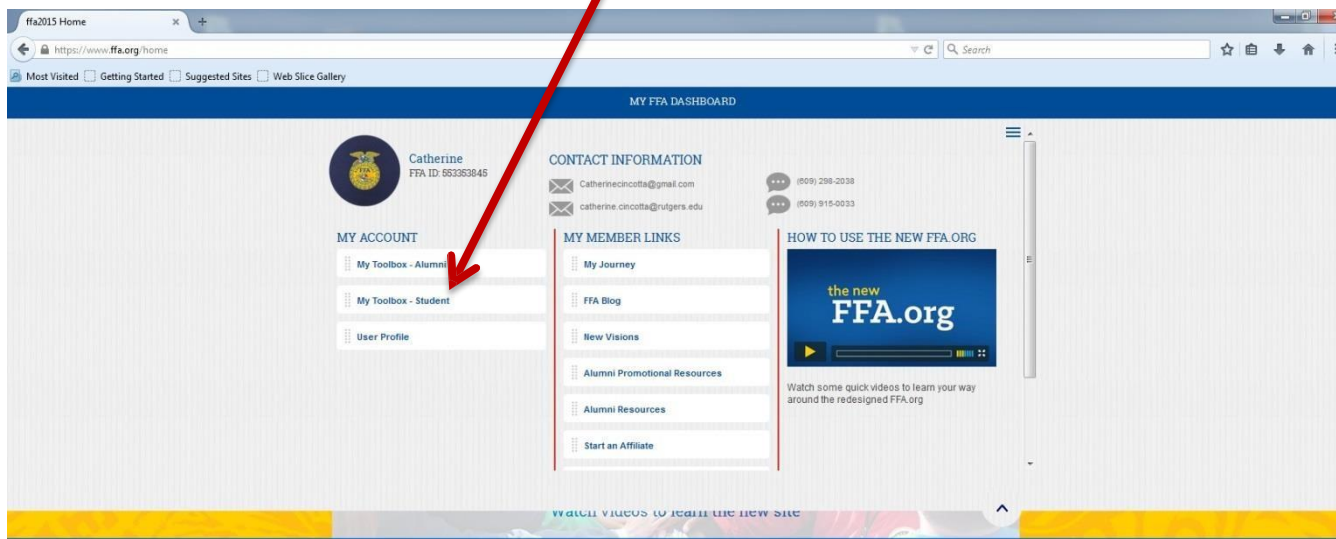 ffa2015 Home
https://www.ffa.org/home
Search
Most Visited Getting Started Suggested Sites Web Slice Gallery
MY FFA DASHBOARD
Catherine
FFA ID: 553353845
CONTACT INFORMATION
Catherinecincotta@gmail.com
catherine.cincotta@rutgers.edu
(609) 298-2038
(609) 915-0033
MY ACCOUNT
My Toolbox - Alumni
My Toolbox - Student
User Profile
MY MEMBER LINKS
My Journey
FFA Blog
New Visions
Alumni Promotional Resources
Alumni Resources
Start an Affiliate
HOW TO USE THE NEW FFA.ORG
the new
FFA.org
Watch some quick videos to learn your way
around the redesigned FFA.org
Watch videos to learn the new site